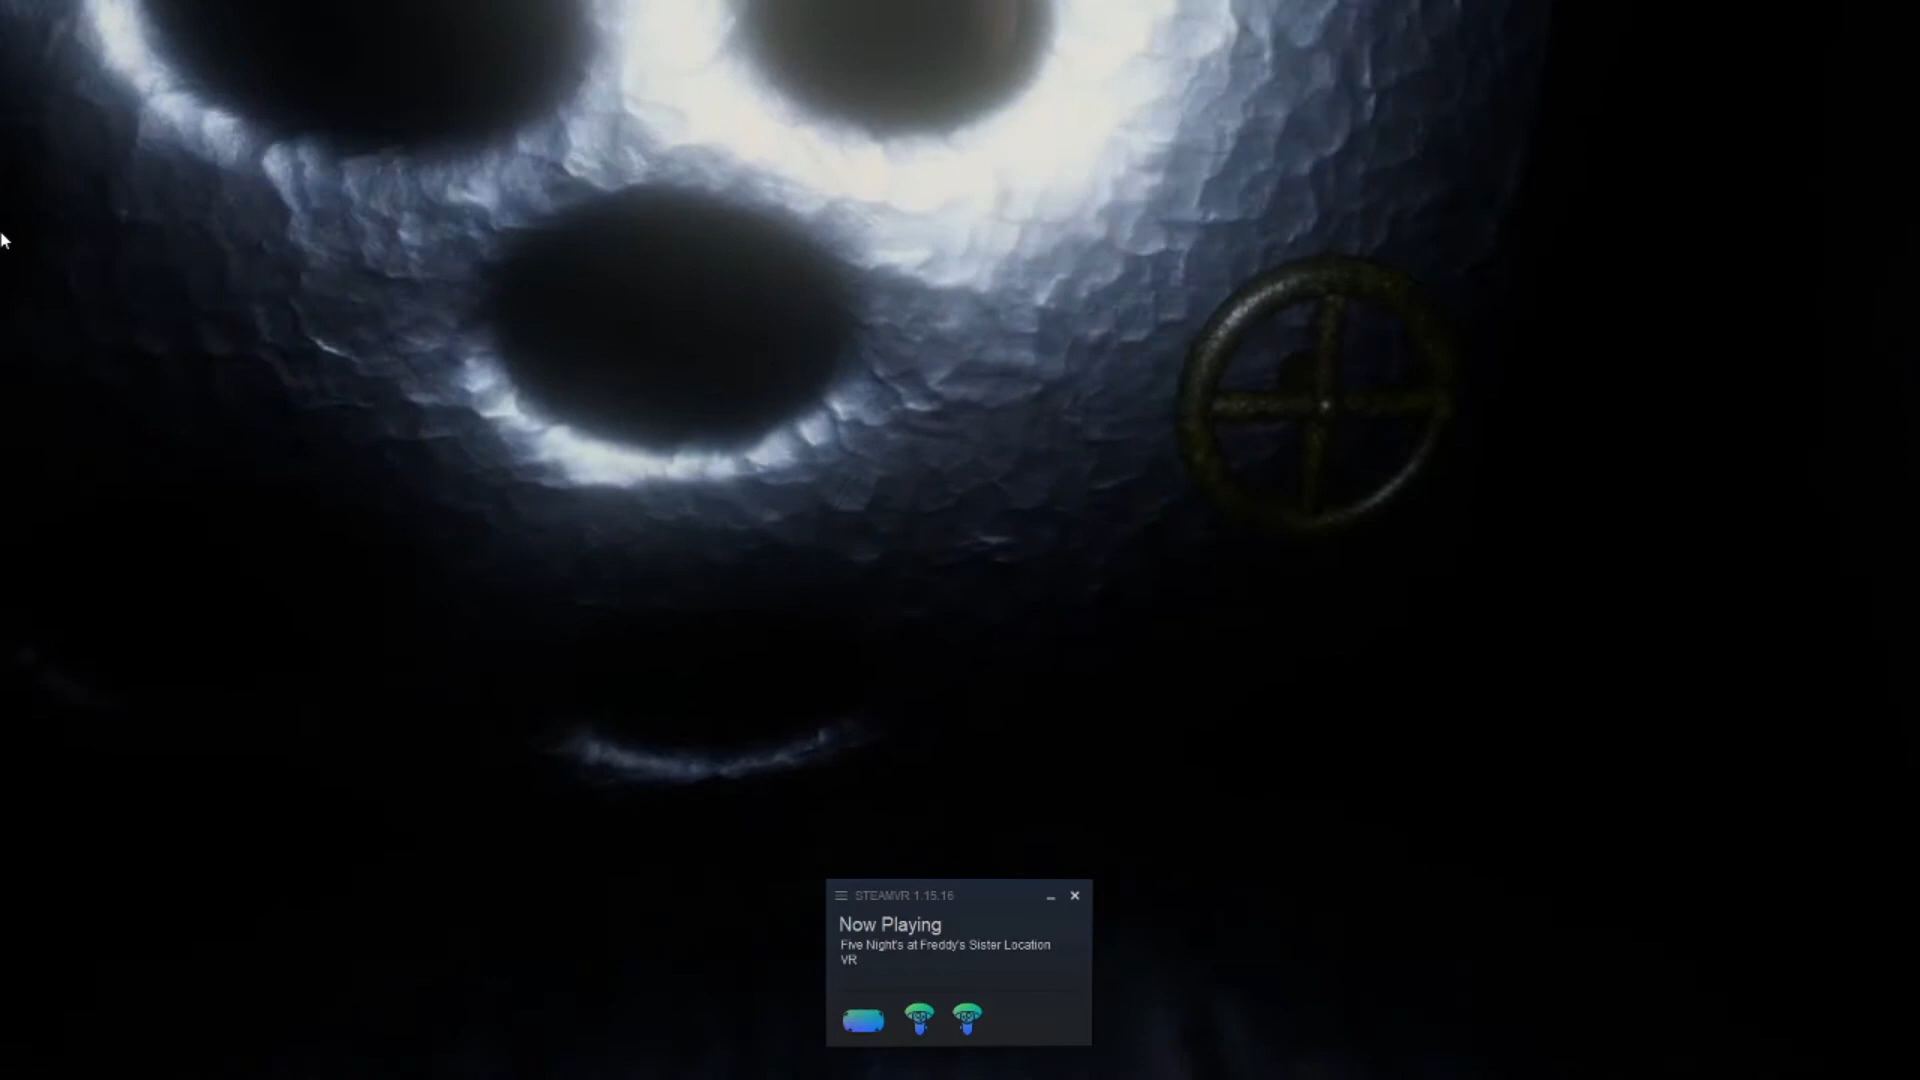 STEAMVR 1.15.16
Now Playing
Five Night's at Freddy's Sister Location
VR